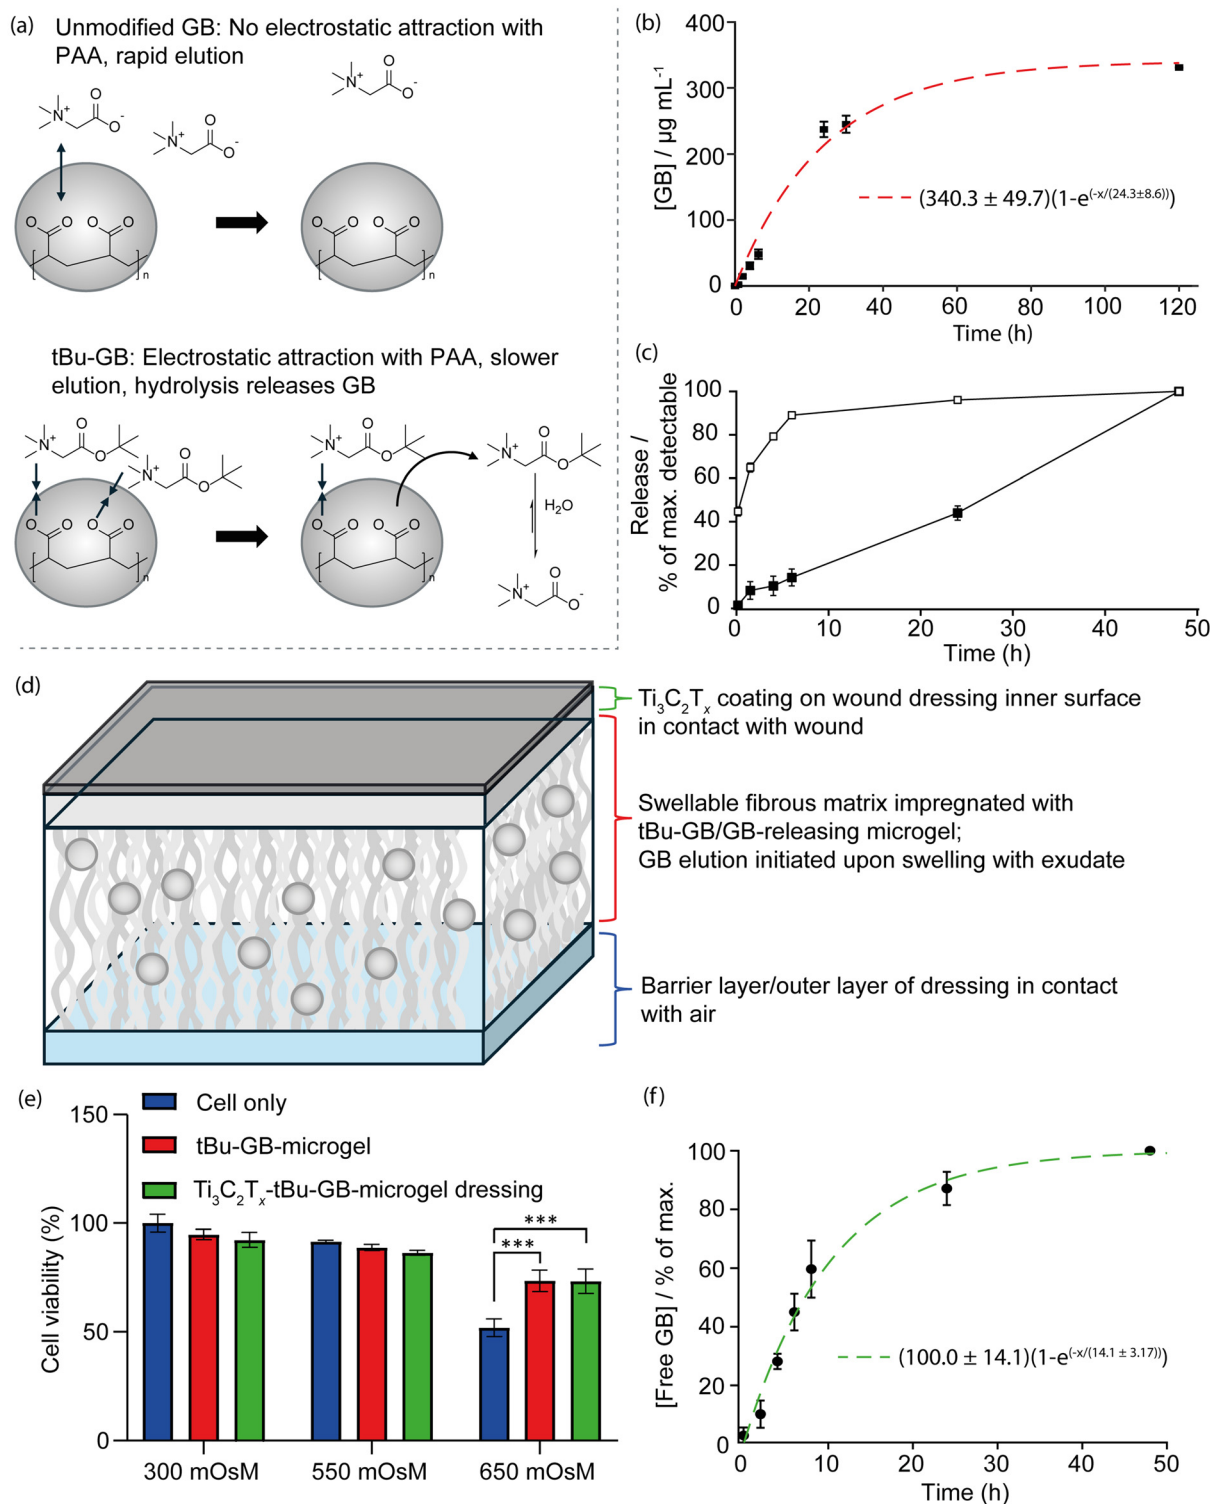 (a)
Unmodified GB: No electrostatic attraction with
PAA, rapid elution
N+
O
O-
N+
O
O-
N+
O
O-
O
O
O
O
n
O
O
O
O
n
tBu-GB: Electrostatic attraction with PAA, slower
elution, hydrolysis releases GB
N+
O
O
N+
O
O
N+
O
O
N+
O
O
H₂O
N+
O
O-
O
O
O
O
n
O
O
O
O
n
(b)
[GB] / µg mL⁻¹
400
300
200
100
0
0 20 40 60 80 100 120
Time (h)
(340.3 ± 49.7)(1-e^(-x/(24.3±8.6)))
(c)
Release /
% of max. detectable
100
80
60
40
20
0
0 10 20 30 40 50
Time (h)
(d)
Ti₃C₂Tₓ coating on wound dressing inner surface
in contact with wound
Swellable fibrous matrix impregnated with
tBu-GB/GB-releasing microgel;
GB elution initiated upon swelling with exudate
Barrier layer/outer layer of dressing in contact
with air
(e)
Cell viability (%)
150
100
50
0
Cell only
tBu-GB-microgel
Ti₃C₂Tₓ-tBu-GB-microgel dressing
***
***
300 mOsM 550 mOsM 650 mOsM
(f)
[Free GB] / % of max.
100
80
60
40
20
0
0 10 20 30 40 50
Time (h)
(100.0 ± 14.1)(1-e^(-x/(14.1 ± 3.17)))